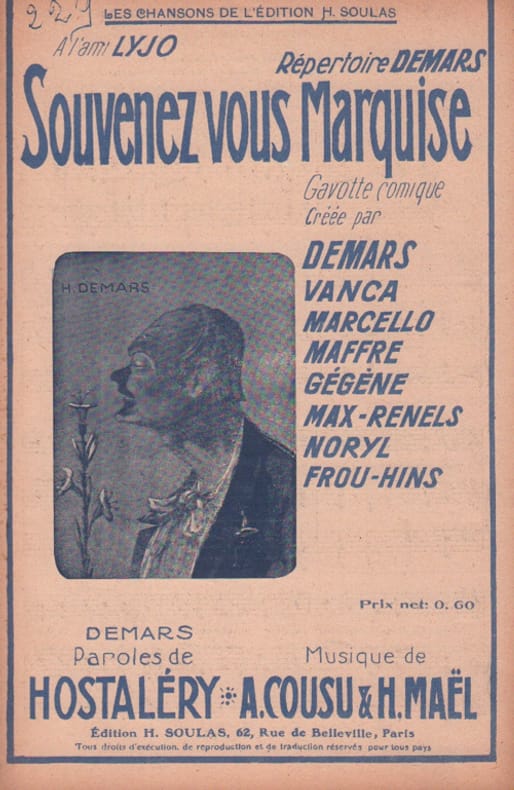 LES CHANSONS DE L'ÉDITION H. SOULAS
A l'ami LYJO
Répertoire DEMARS
SOUVENEZ VOUS MARQUISE
Gavotte comique
Créée par
DEMARS
VANCA
MARCELLO
MAFFRE
GÉGÈNE
MAX-RENELS
NORYL
FROU-HINS
H. DEMARS
Prix net: 0,60
DEMARS
Paroles de
Musique de
HOSTALÉRY * A. COUSU & H. MAËL
Édition H. SOULAS, 62, Rue de Belleville, Paris
Tous droits d'exécution, de reproduction et de traduction réservés pour tous pays